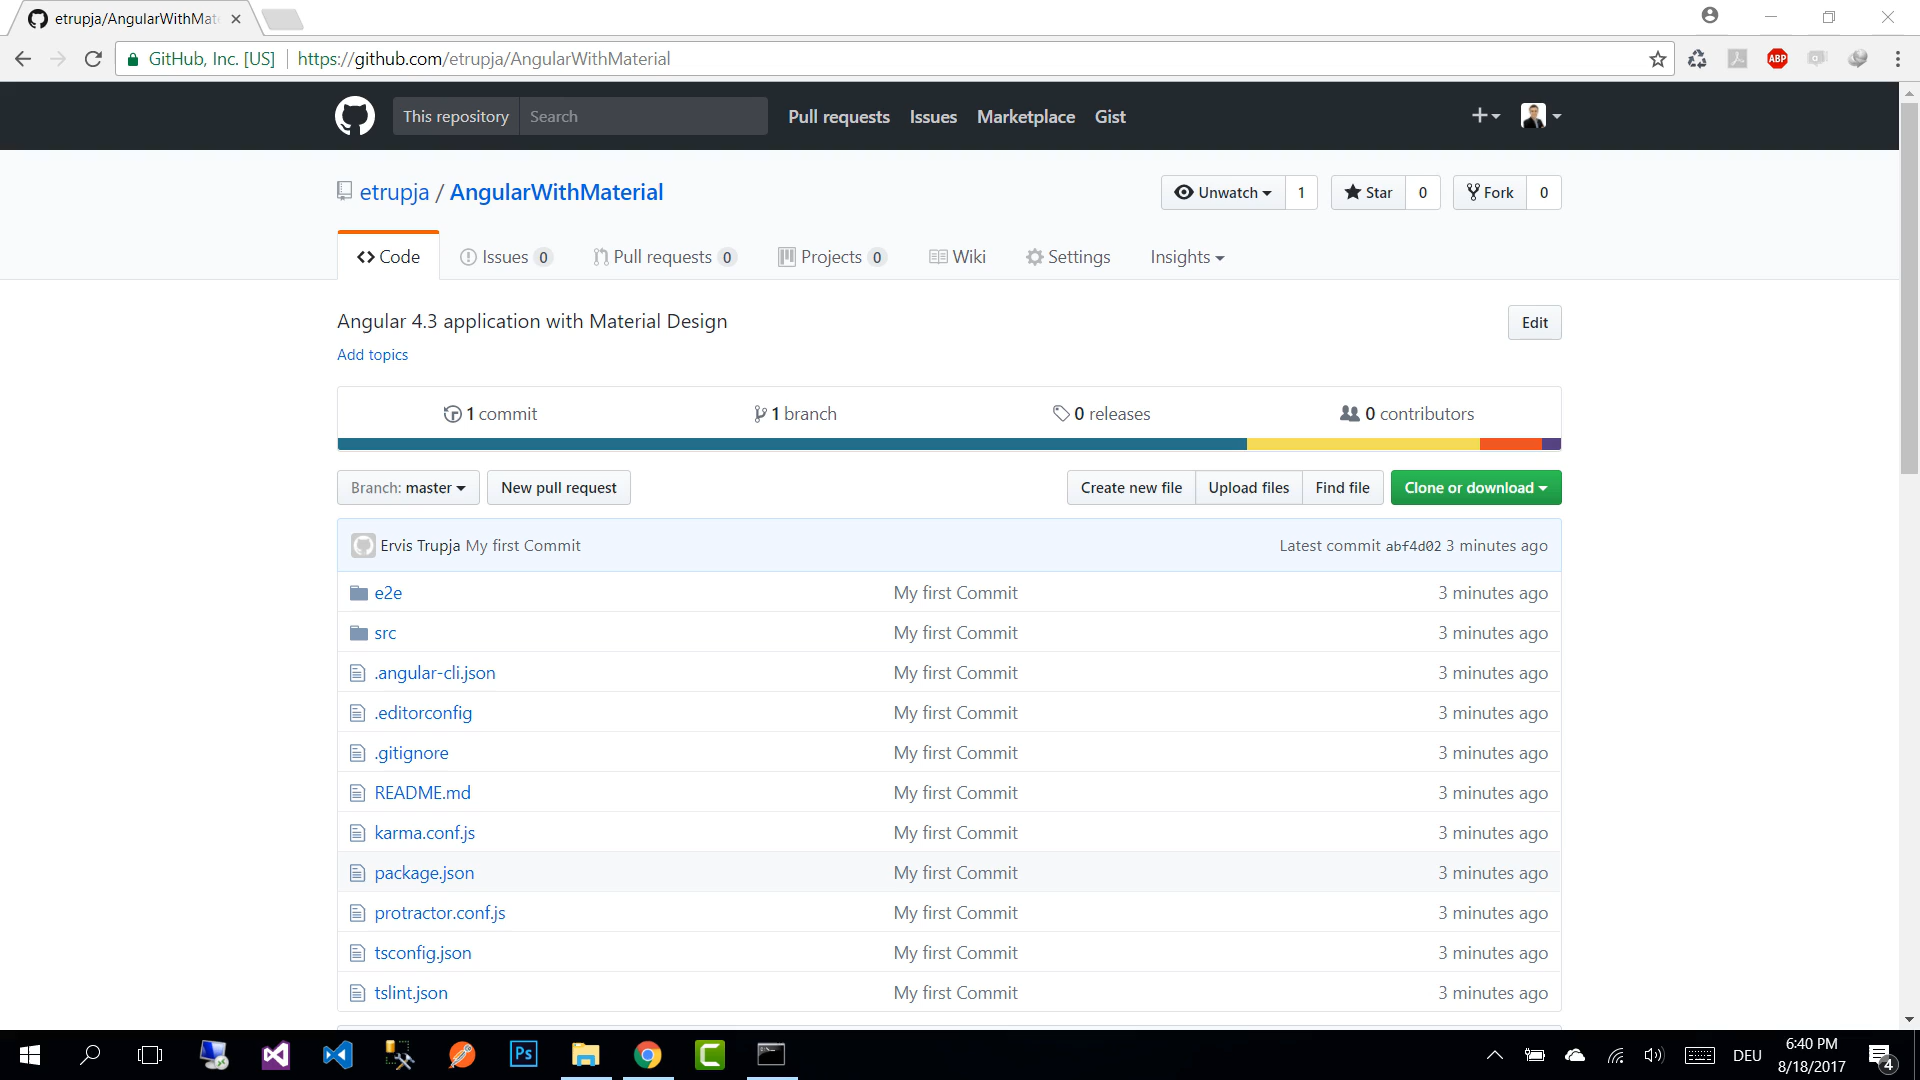 etrupja/AngularWithMat
GitHub, Inc. [US] https://github.com/etrupja/AngularWithMaterial
ABP
This repository Search Pull requests Issues Marketplace Gist
etrupja / AngularWithMaterial Unwatch 1 Star 0 Fork 0
Code Issues 0 Pull requests 0 Projects 0 Wiki Settings Insights
Angular 4.3 application with Material Design Edit
Add topics
1 commit 1 branch 0 releases 0 contributors
Branch: master New pull request Create new file Upload files Find file Clone or download
Ervis Trupja My first Commit Latest commit abf4d02 3 minutes ago
e2e My first Commit 3 minutes ago
src My first Commit 3 minutes ago
.angular-cli.json My first Commit 3 minutes ago
.editorconfig My first Commit 3 minutes ago
.gitignore My first Commit 3 minutes ago
README.md My first Commit 3 minutes ago
karma.conf.js My first Commit 3 minutes ago
package.json My first Commit 3 minutes ago
protractor.conf.js My first Commit 3 minutes ago
tsconfig.json My first Commit 3 minutes ago
tslint.json My first Commit 3 minutes ago
Ps DEU 6:40 PM
8/18/2017 4